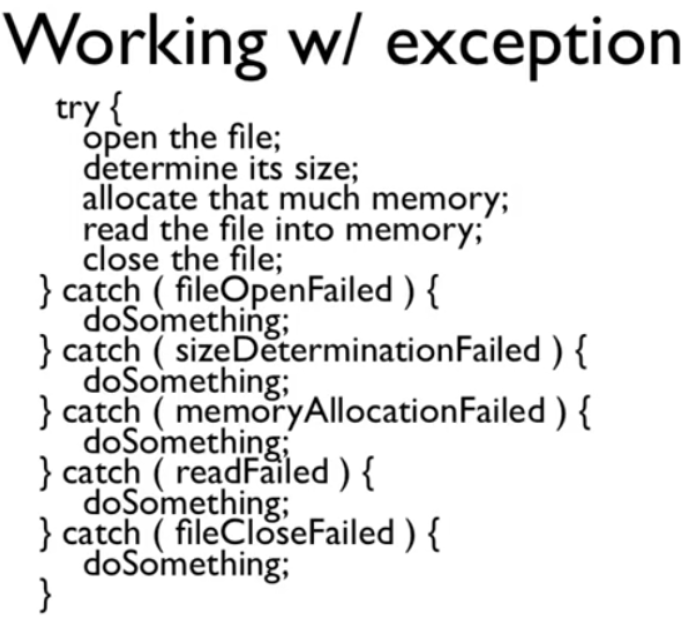 Working w/ exception
try {
open the file;
determine its size;
allocate that much memory;
read the file into memory;
close the file;
} catch ( fileOpenFailed ) {
doSomething;
} catch ( sizeDeterminationFailed ) {
doSomething;
} catch ( memoryAllocationFailed ) {
doSomething;
} catch ( readFailed ) {
doSomething;
} catch ( fileCloseFailed ) {
doSomething;
}